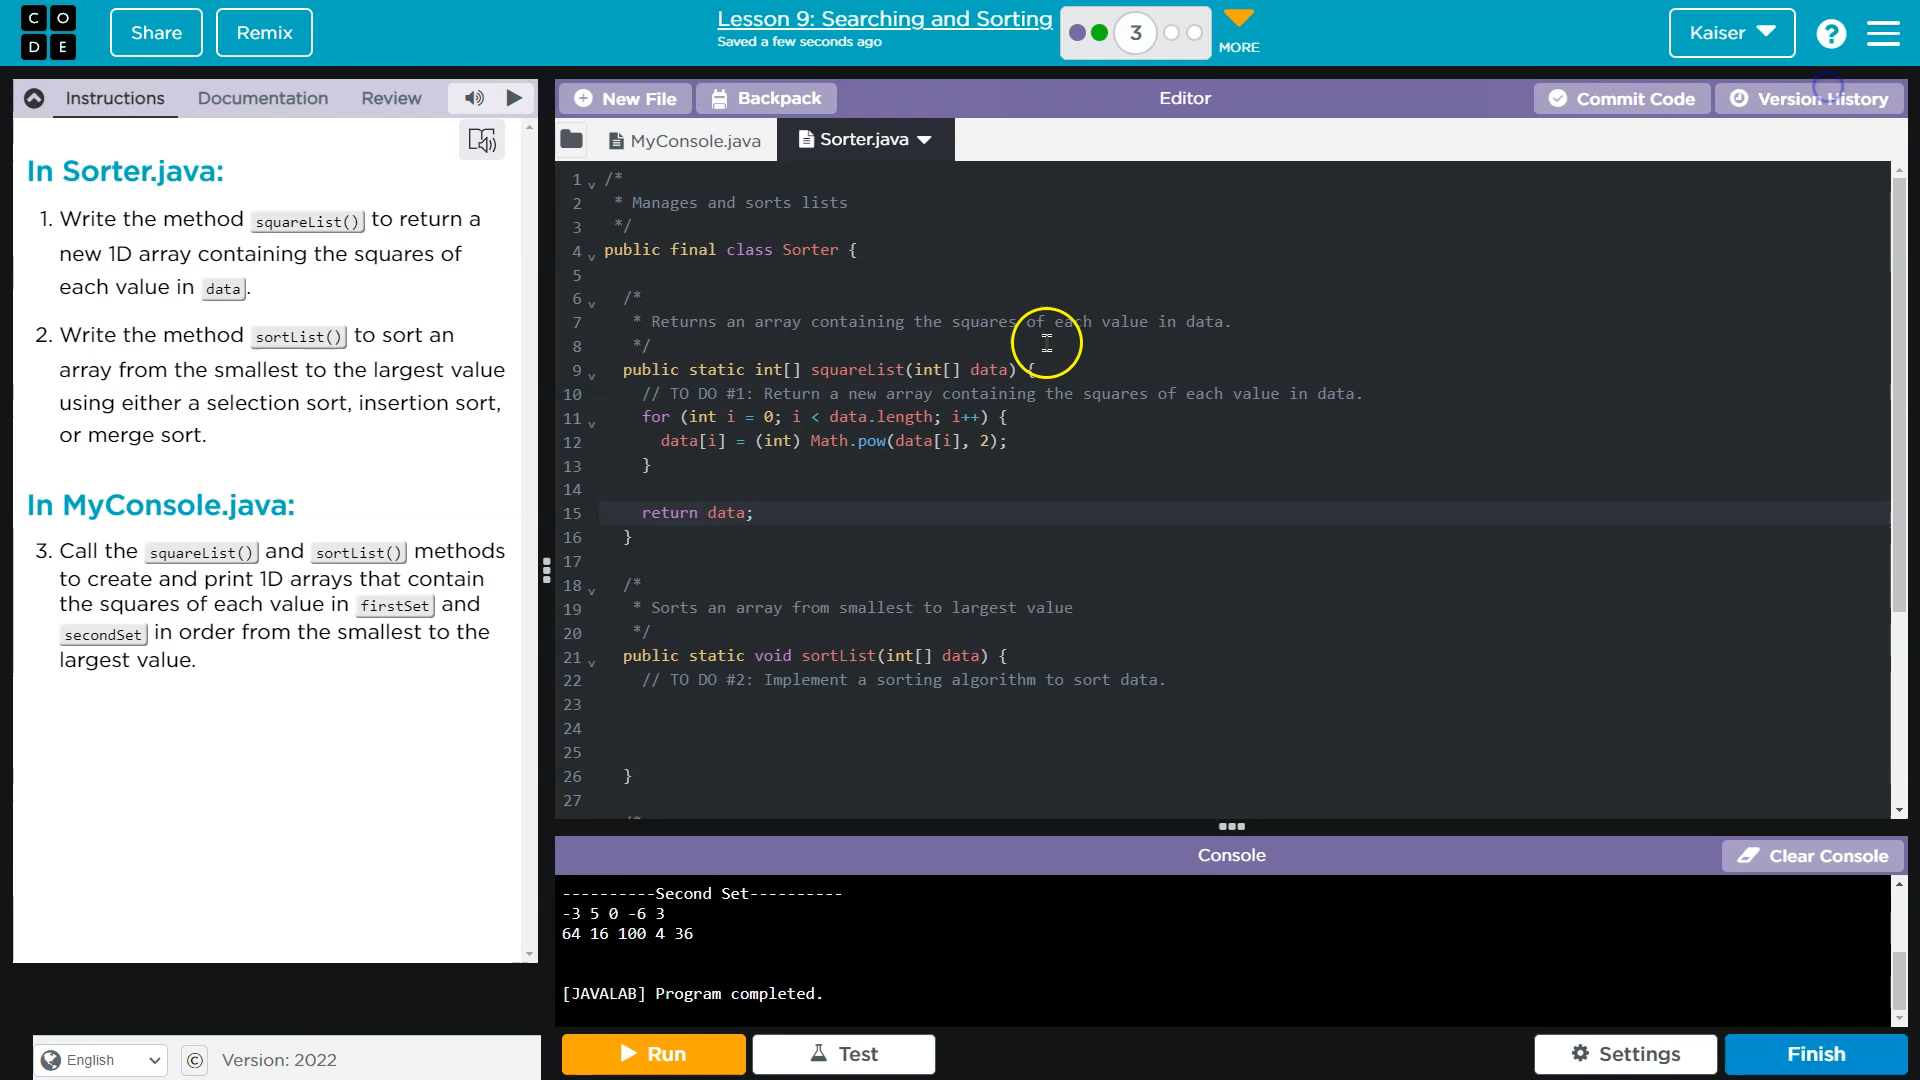 C O
D E
Share
Remix
Lesson 9: Searching and Sorting
Saved a few seconds ago
3
MORE
Kaiser
?
Instructions
Documentation
Review
New File
Backpack
Editor
Commit Code
Version History
MyConsole.java
Sorter.java
In Sorter.java:
1. Write the method squareList() to return a
new 1D array containing the squares of
each value in data.
2. Write the method sortList() to sort an
array from the smallest to the largest value
using either a selection sort, insertion sort,
or merge sort.
In MyConsole.java:
3. Call the squareList() and sortList() methods
to create and print 1D arrays that contain
the squares of each value in firstSet and
secondSet in order from the smallest to the
largest value.
1 /*
2 * Manages and sorts lists
3 */
4 public final class Sorter {
5
6 /*
7 * Returns an array containing the squares of each value in data.
8 */
9 public static int[] squareList(int[] data) {
10 // TO DO #1: Return a new array containing the squares of each value in data.
11 for (int i = 0; i < data.length; i++) {
12 data[i] = (int) Math.pow(data[i], 2);
13 }
14
15 return data;
16 }
17
18 /*
19 * Sorts an array from smallest to largest value
20 */
21 public static void sortList(int[] data) {
22 // TO DO #2: Implement a sorting algorithm to sort data.
23
24
25
26 }
27
Console
Clear Console
----------Second Set----------
-3 5 0 -6 3
64 16 100 4 36
[JAVALAB] Program completed.
English
©
Version: 2022
Run
Test
Settings
Finish